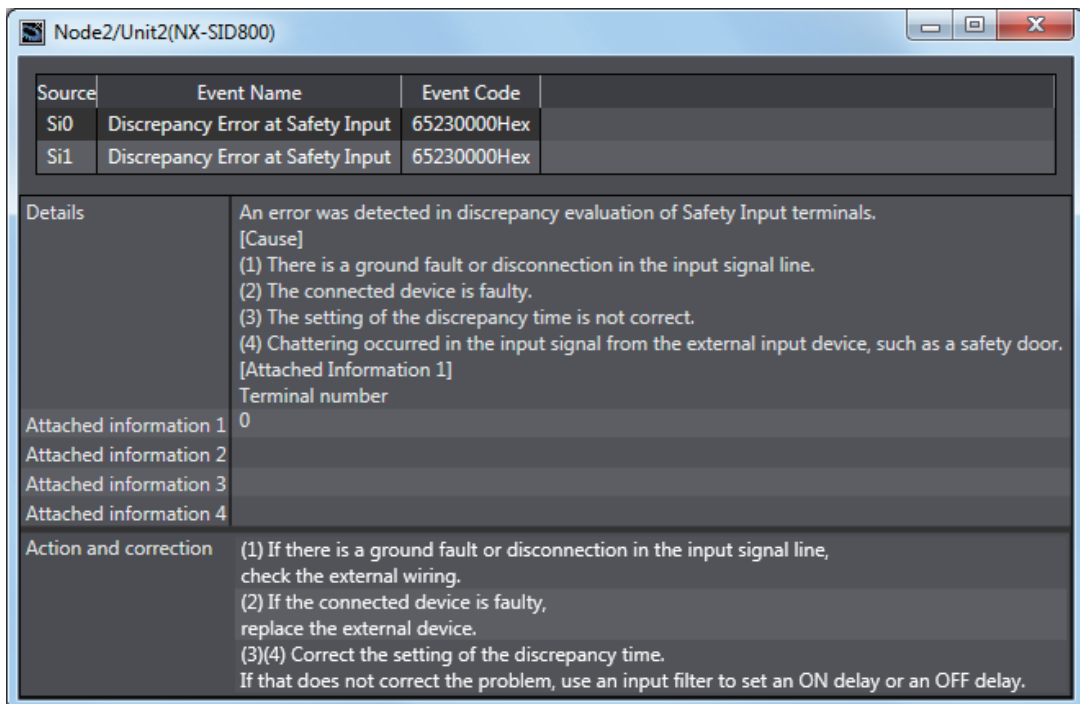 Node2/Unit2(NX-SID800)
Source Event Name Event Code
Si0 Discrepancy Error at Safety Input 65230000Hex
Si1 Discrepancy Error at Safety Input 65230000Hex
Details An error was detected in discrepancy evaluation of Safety Input terminals.
[Cause]
(1) There is a ground fault or disconnection in the input signal line.
(2) The connected device is faulty.
(3) The setting of the discrepancy time is not correct.
(4) Chattering occurred in the input signal from the external input device, such as a safety door.
[Attached Information 1]
Terminal number
Attached information 1 0
Attached information 2
Attached information 3
Attached information 4
Action and correction (1) If there is a ground fault or disconnection in the input signal line,
check the external wiring.
(2) If the connected device is faulty,
replace the external device.
(3)(4) Correct the setting of the discrepancy time.
If that does not correct the problem, use an input filter to set an ON delay or an OFF delay.